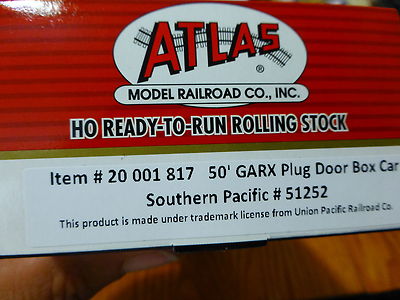 ATLAS
®
MODEL RAILROAD CO., INC.
HO READY-TO-RUN ROLLING STOCK
Item # 20 001 817 50' GARX Plug Door Box Car
Southern Pacific # 51252
This product is made under trademark license from Union Pacific Railroad Co.